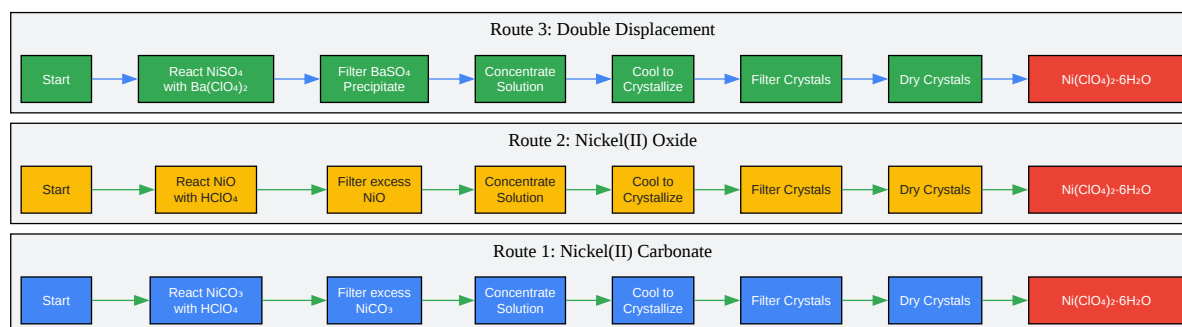 Route 3: Double Displacement
Start
React NiSO₄
with Ba(ClO₄)₂
Filter BaSO₄
Precipitate
Concentrate
Solution
Cool to
Crystallize
Filter Crystals
Dry Crystals
Ni(ClO₄)₂·6H₂O
Route 2: Nickel(II) Oxide
Start
React NiO
with HClO₄
Filter excess
NiO
Concentrate
Solution
Cool to
Crystallize
Filter Crystals
Dry Crystals
Ni(ClO₄)₂·6H₂O
Route 1: Nickel(II) Carbonate
Start
React NiCO₃
with HClO₄
Filter excess
NiCO₃
Concentrate
Solution
Cool to
Crystallize
Filter Crystals
Dry Crystals
Ni(ClO₄)₂·6H₂O